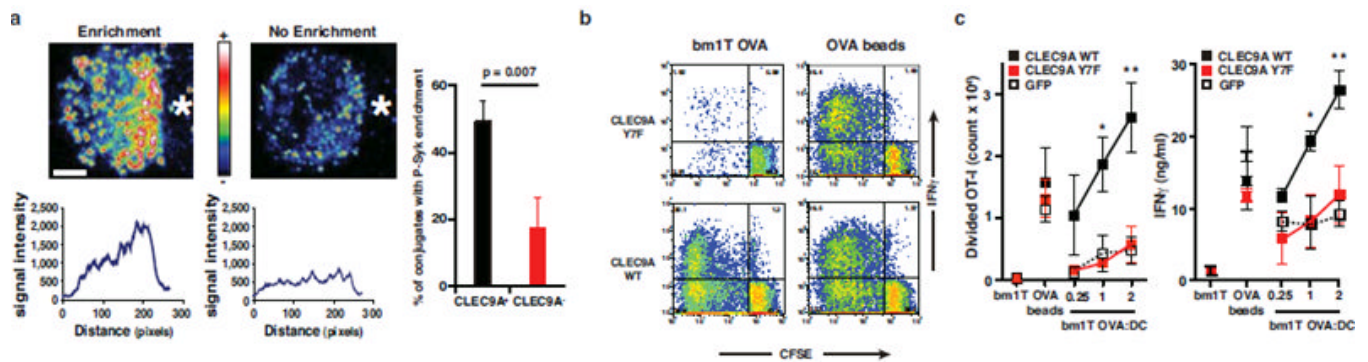 a
Enrichment
No Enrichment
+
-
*
*
signal intensity
2,500
2,000
1,500
1,000
500
0
0 100 200 300
Distance (pixels)
signal intensity
2,500
2,000
1,500
1,000
500
0
0 100 200 300
Distance (pixels)
% of conjugates with P-Syk enrichment
60
40
20
0
p = 0.007
CLEC9A+ CLEC9A-
b
bm1T OVA
OVA beads
CLEC9A
Y7F
CLEC9A
WT
IFNγ
CFSE
c
CLEC9A WT
CLEC9A Y7F
GFP
Divided OT-I (count x 10⁴)
3
2
1
0
*
**
bm1T OVA
beads
0.25 1 2
bm1T OVA:DC
CLEC9A WT
CLEC9A Y7F
GFP
IFNγ (ng/ml)
30
20
10
0
*
**
bm1T OVA
beads
0.25 1 2
bm1T OVA:DC